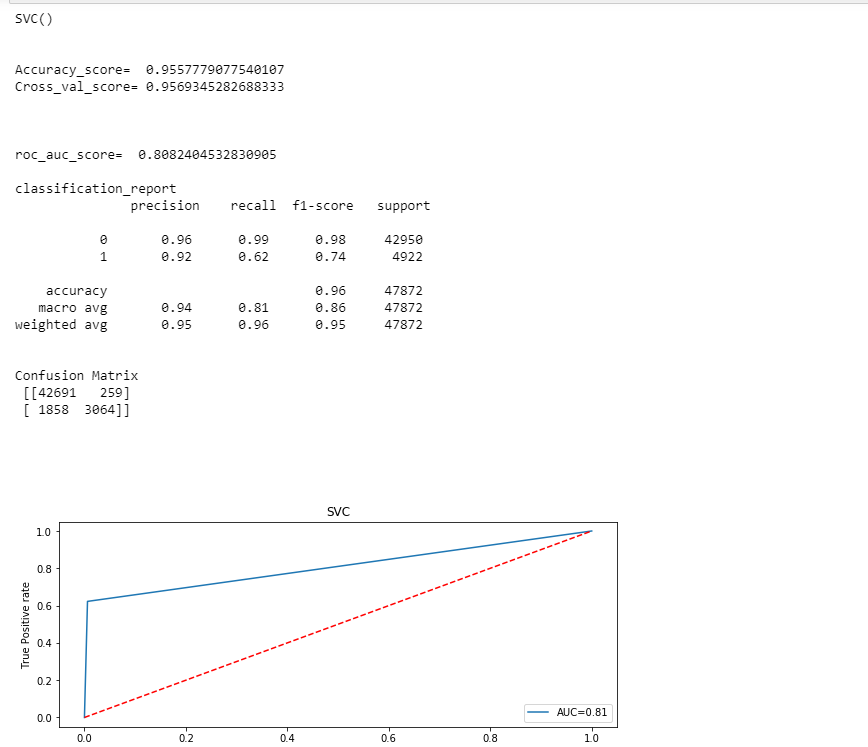 SVC()
Accuracy_score=  0.9557779077540107
Cross_val_score= 0.9569345282688333
roc_auc_score=  0.8082404532830905
classification_report
precision    recall  f1-score   support
0       0.96      0.99      0.98     42950
1       0.92      0.62      0.74      4922
accuracy                           0.96     47872
macro avg       0.94      0.81      0.86     47872
weighted avg       0.95      0.96      0.95     47872
Confusion Matrix
[[42691   259]
[ 1858  3064]]
SVC
1.0
0.8
0.6
0.4
0.2
0.0
True Positive rate
AUC=0.81
0.0 0.2 0.4 0.6 0.8 1.0